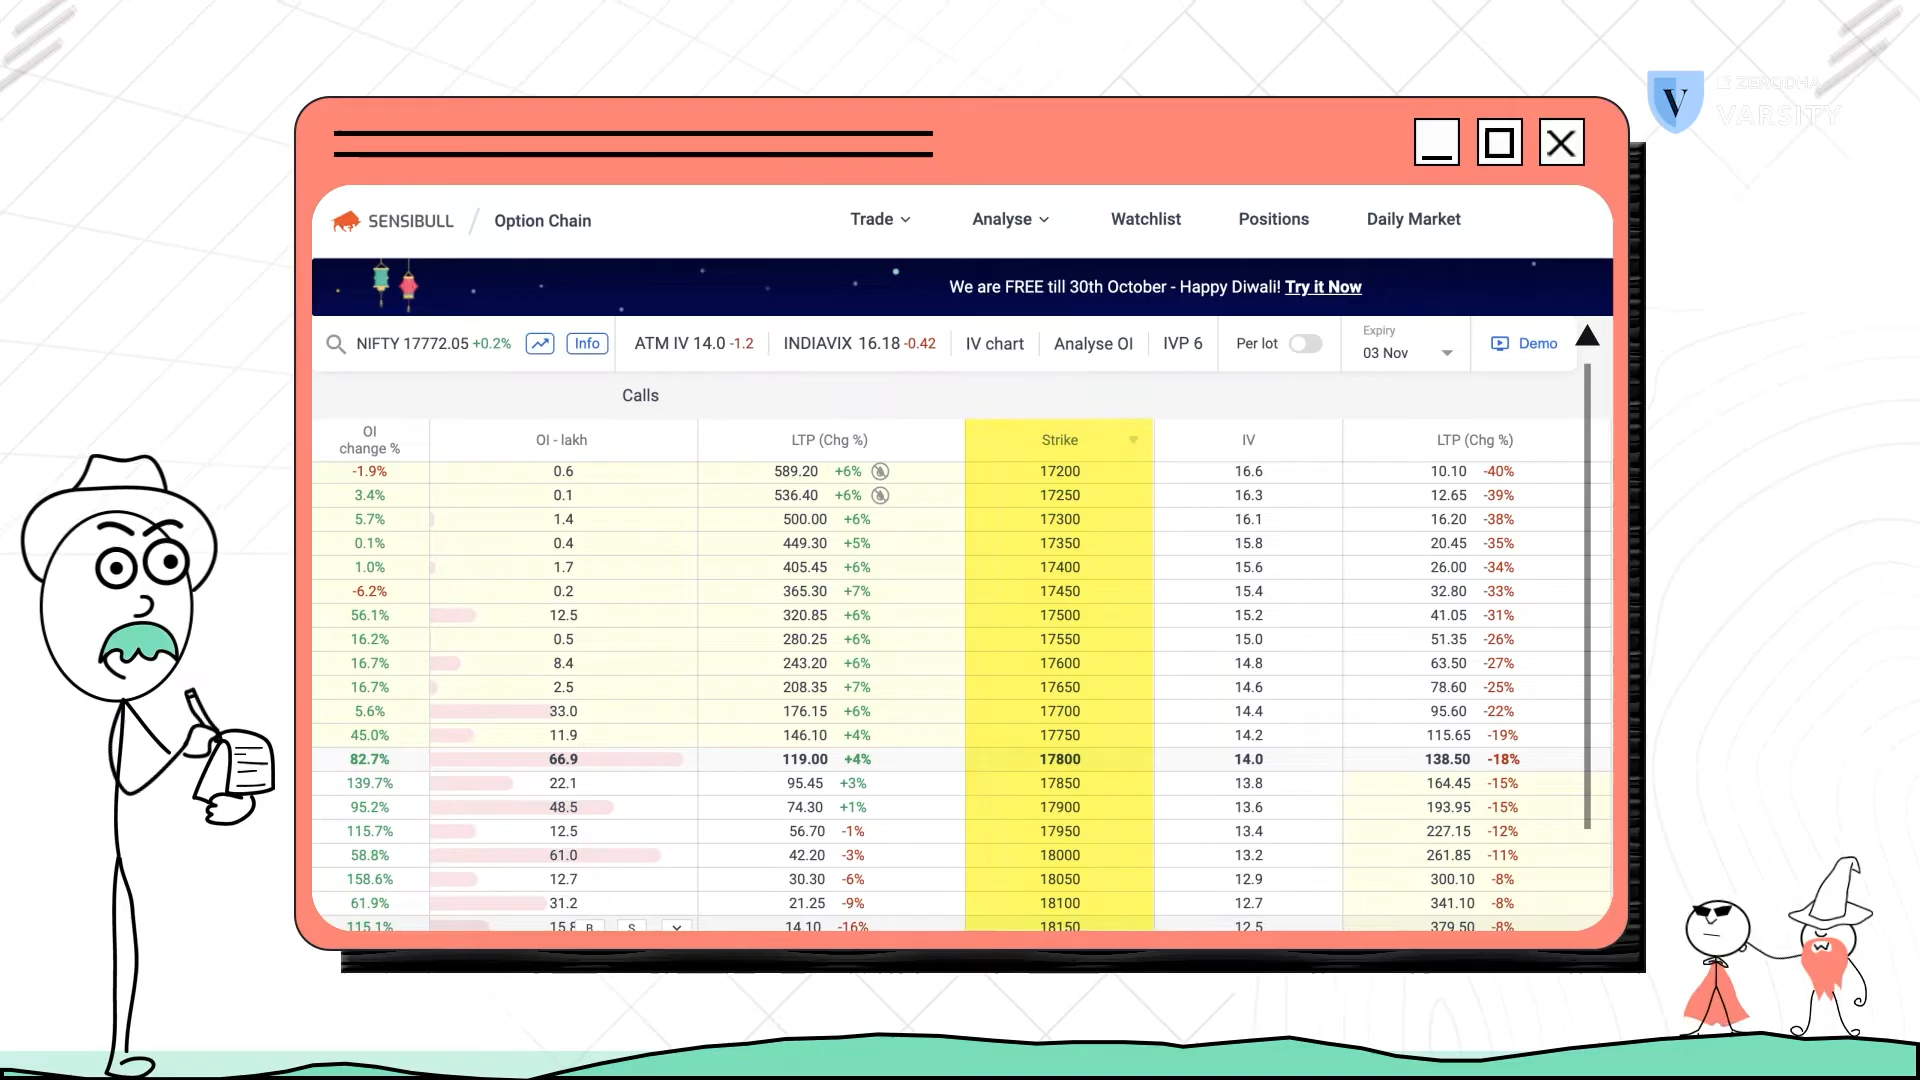 V ZERODHA
VARSITY
SENSIBULL / Option Chain Trade Analyse Watchlist Positions Daily Market
We are FREE till 30th October - Happy Diwali! Try it Now
NIFTY 17772.05 +0.2% Info ATM IV 14.0 -1.2 INDIAVIX 16.18 -0.42 IV chart Analyse OI IVP 6 Per lot Expiry 03 Nov Demo
Calls
OI change % OI - lakh LTP (Chg %) Strike IV LTP (Chg %)
-1.9% 0.6 589.20 +6% 17200 16.6 10.10 -40%
3.4% 0.1 536.40 +6% 17250 16.3 12.65 -39%
5.7% 1.4 500.00 +6% 17300 16.1 16.20 -38%
0.1% 0.4 449.30 +5% 17350 15.8 20.45 -35%
1.0% 1.7 405.45 +6% 17400 15.6 26.00 -34%
-6.2% 0.2 365.30 +7% 17450 15.4 32.80 -33%
56.1% 12.5 320.85 +6% 17500 15.2 41.05 -31%
16.2% 0.5 280.25 +6% 17550 15.0 51.35 -26%
16.7% 8.4 243.20 +6% 17600 14.8 63.50 -27%
16.7% 2.5 208.35 +7% 17650 14.6 78.60 -25%
5.6% 33.0 176.15 +6% 17700 14.4 95.60 -22%
45.0% 11.9 146.10 +4% 17750 14.2 115.65 -19%
82.7% 66.9 119.00 +4% 17800 14.0 138.50 -18%
139.7% 22.1 95.45 +3% 17850 13.8 164.45 -15%
95.2% 48.5 74.30 +1% 17900 13.6 193.95 -15%
115.7% 12.5 56.70 -1% 17950 13.4 227.15 -12%
58.8% 61.0 42.20 -3% 18000 13.2 261.85 -11%
158.6% 12.7 30.30 -6% 18050 12.9 300.10 -8%
61.9% 31.2 21.25 -9% 18100 12.7 341.10 -8%
115.1% 15.8 B S 14.10 -16% 18150 12.5 379.50 -8%